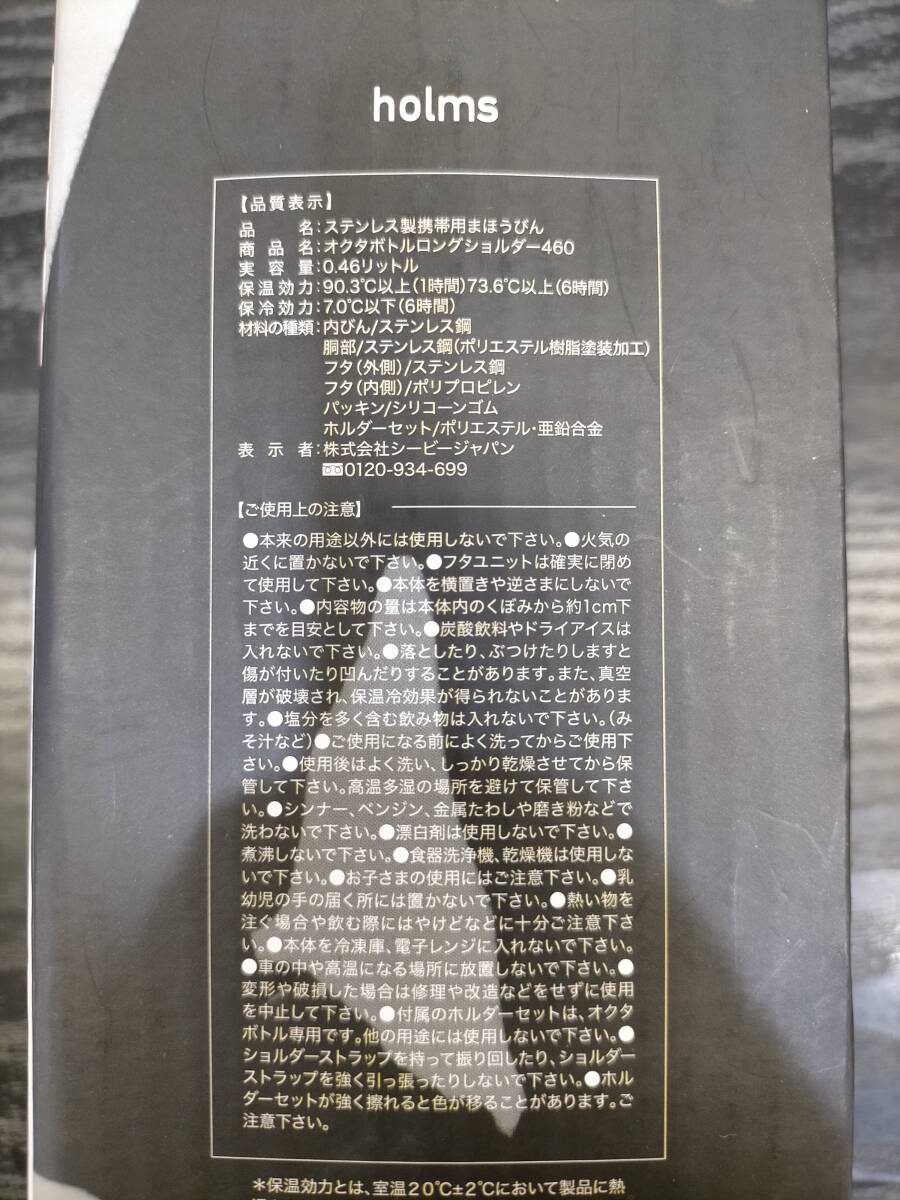 holms
【品質表示】
品　　名:ステンレス製携帯用まほうびん
商品名:オクタボトルロングショルダー460
実容量:0.46リットル
保温効力:90.3℃以上(1時間)73.6℃以上(6時間)
保冷効力:7.0℃以下(6時間)
材料の種類:内びん/ステンレス鋼
胴部/ステンレス鋼(ポリエステル樹脂塗装加工)
フタ(外側)/ステンレス鋼
フタ(内側)/ポリプロピレン
パッキン/シリコーンゴム
ホルダーセット/ポリエステル・亜鉛合金
表示者:株式会社シービージャパン
0120-934-699
【ご使用上の注意】
●本来の用途以外には使用しないで下さい。●火気の
近くに置かないで下さい。●フタユニットは確実に閉め
て使用して下さい。●本体を横置きや逆さまにしないで
下さい。●内容物の量は本体内のくぼみから約1cm下
までを目安として下さい。●炭酸飲料やドライアイスは
入れないで下さい。●落としたり、ぶつけたりしますと
傷が付いたり凹んだりすることがあります。また、真空
層が破壊され、保温冷効果が得られないことがありま
す。●塩分を多く含む飲み物は入れないで下さい。(み
そ汁など)●ご使用になる前によく洗ってからご使用下
さい。●使用後はよく洗い、しっかり乾燥させてから保
管して下さい。高温多湿の場所を避けて保管して下さ
い。●シンナー、ベンジン、金属たわしや磨き粉などで
洗わないで下さい。●漂白剤は使用しないで下さい。●
煮沸しないで下さい。●食器洗浄機、乾燥機は使用しな
いで下さい。●お子さまの使用にはご注意下さい。●乳
幼児の手の届く所には置かないで下さい。●熱い物を
注ぐ場合や飲む際にはやけどなどに十分ご注意下さ
い。●本体を冷凍庫、電子レンジに入れないで下さい。
●車の中や高温になる場所に放置しないで下さい。●
変形や破損した場合は修理や改造などをせずに使用
を中止して下さい。●付属のホルダーセットは、オクタ
ボトル専用です。他の用途には使用しないで下さい。●
ショルダーストラップを持って振り回したり、ショルダー
ストラップを強く引っ張ったりしないで下さい。●ホル
ダーセットが強く擦れると色が移ることがあります。ご
注意下さい。
*保温効力とは、室温20℃±2℃において製品に熱